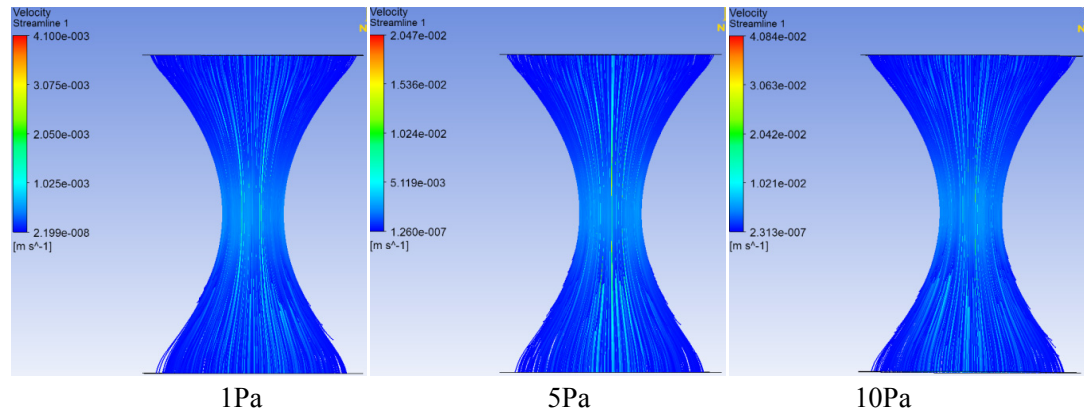 Velocity
Streamline 1
4.100e-003
3.075e-003
2.050e-003
1.025e-003
2.199e-008
[m s^-1]
Velocity
Streamline 1
2.047e-002
1.536e-002
1.024e-002
5.119e-003
1.260e-007
[m s^-1]
Velocity
Streamline 1
4.084e-002
3.063e-002
2.042e-002
1.021e-002
2.313e-007
[m s^-1]
1Pa
5Pa
10Pa